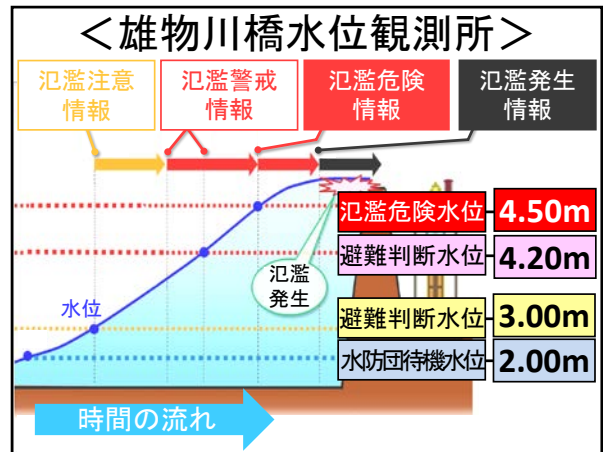 ＜雄物川橋水位観測所＞
氾濫注意
情報
氾濫警戒
情報
氾濫危険
情報
氾濫発生
情報
氾濫危険水位
4.50m
避難判断水位
4.20m
氾濫
発生
水位
避難判断水位
3.00m
水防団待機水位
2.00m
時間の流れ